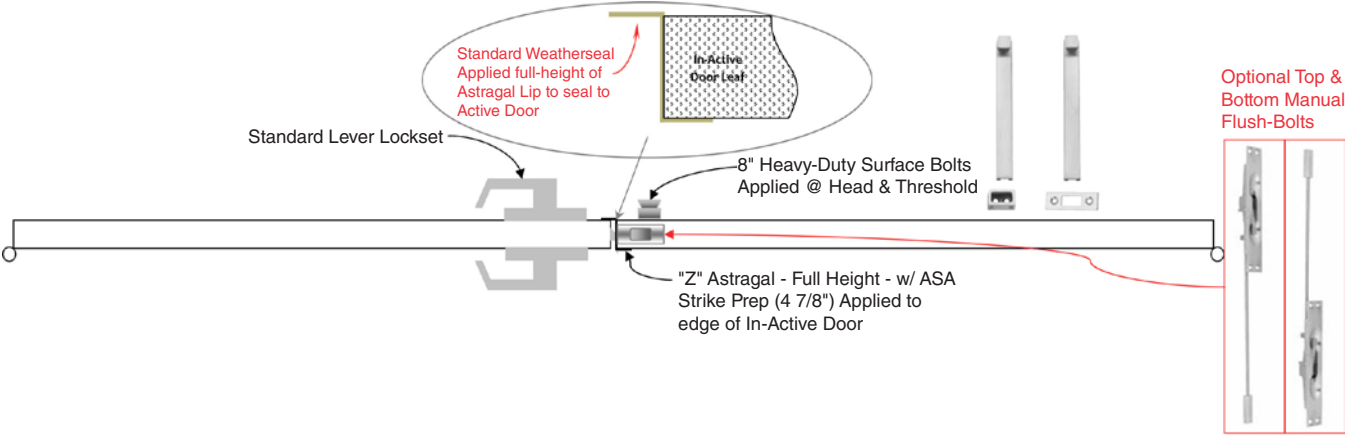 Standard Weatherseal
Applied full-height of
Astragal Lip to seal to
Active Door
In-Active
Door Leaf
Optional Top &
Bottom Manual
Flush-Bolts
Standard Lever Lockset
8" Heavy-Duty Surface Bolts
Applied @ Head & Threshold
"Z" Astragal - Full Height - w/ ASA
Strike Prep (4 7/8") Applied to
edge of In-Active Door